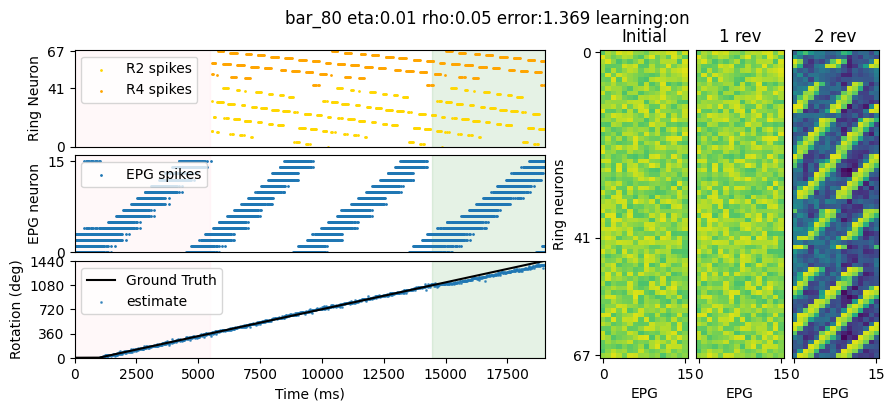 bar_80 eta:0.01 rho:0.05 error:1.369 learning:on
Ring Neuron
67
41
0
R2 spikes
R4 spikes
EPG neuron
15
0
EPG spikes
Rotation (deg)
1440
1080
720
360
0
Ground Truth
estimate
0
2500
5000
7500
10000
12500
15000
17500
Time (ms)
Initial
1 rev
2 rev
Ring neurons
0
41
67
0
15
0
15
0
15
EPG
EPG
EPG